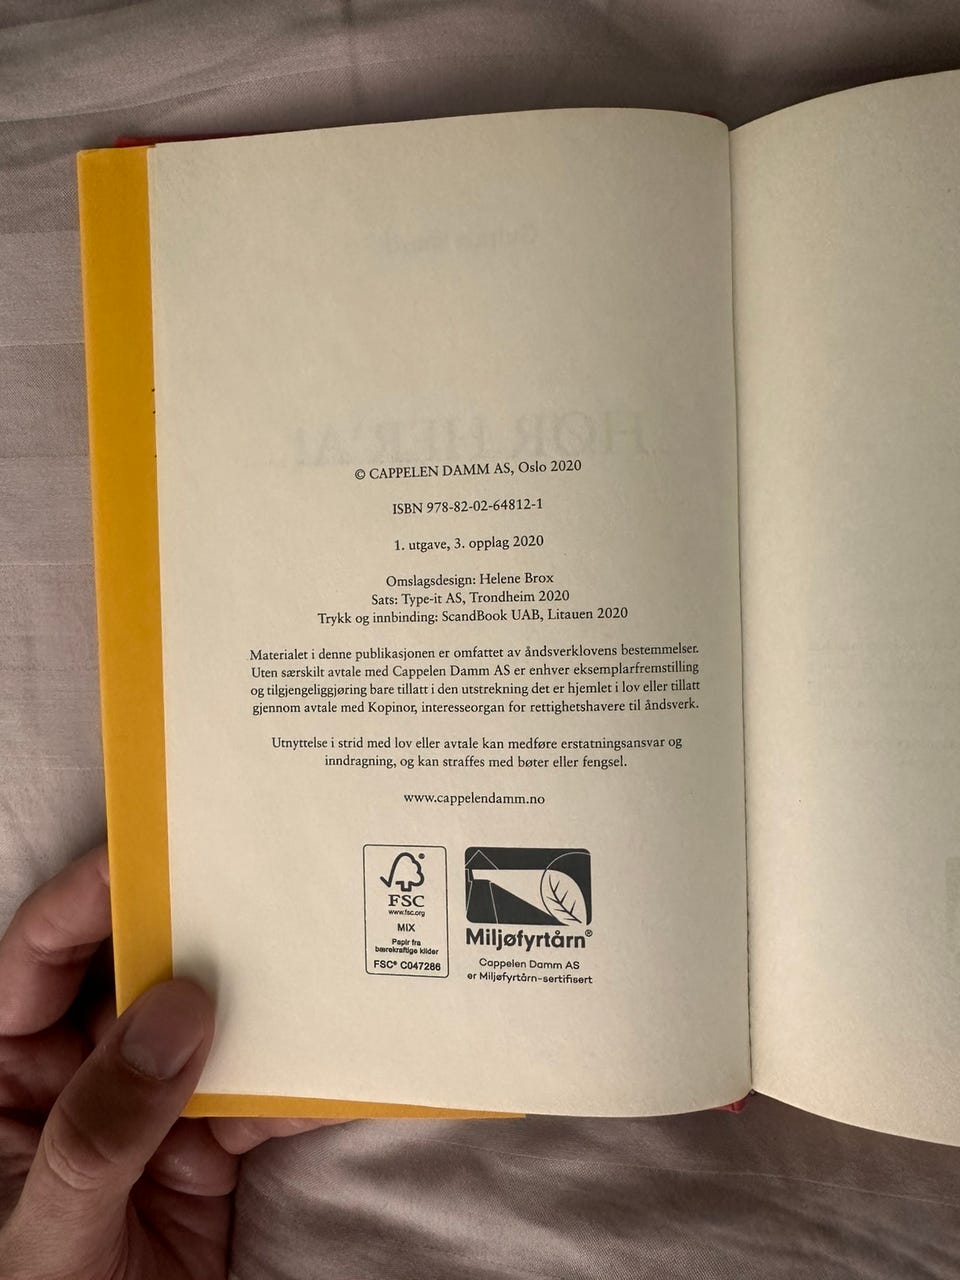 © CAPPELEN DAMM AS, Oslo 2020
ISBN 978-82-02-64812-1
1. utgave, 3. opplag 2020
Omslagsdesign: Helene Brox
Sats: Type-it AS, Trondheim 2020
Trykk og innbinding: ScandBook UAB, Litauen 2020
Materialet i denne publikasjonen er omfattet av åndsverklovens bestemmelser.
Uten særskilt avtale med Cappelen Damm AS er enhver eksemplarfremstilling
og tilgjengeliggjøring bare tillatt i den utstrekning det er hjemlet i lov eller tillatt
gjennom avtale med Kopinor, interesseorgan for rettighetshavere til åndsverk.
Utnyttelse i strid med lov eller avtale kan medføre erstatningsansvar og
inndragning, og kan straffes med bøter eller fengsel.
www.cappelendamm.no
FSC
www.fsc.org
MIX
Papir fra
bærekraftige kilder
FSC® C047286
Miljøfyrtårn®
Cappelen Damm AS
er Miljøfyrtårn-sertifisert